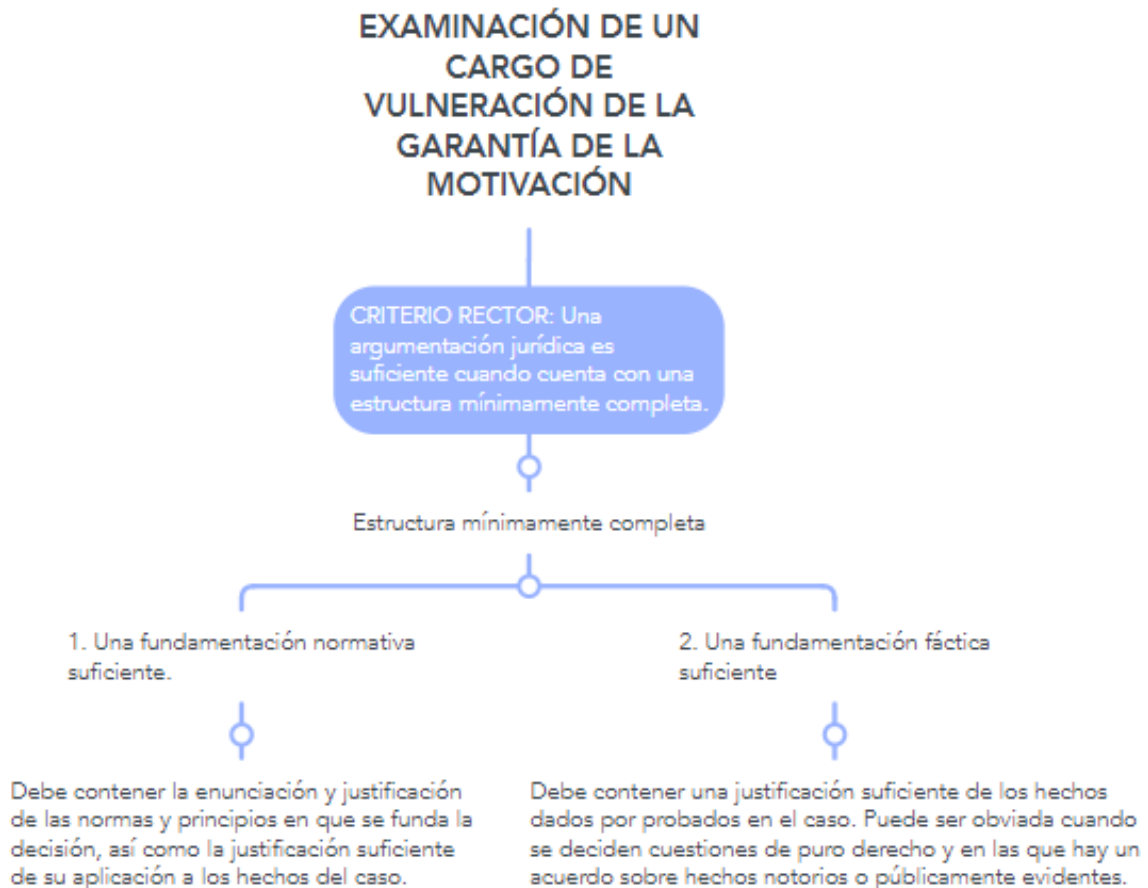 EXAMINACIÓN DE UN
CARGO DE
VULNERACIÓN DE LA
GARANTÍA DE LA
MOTIVACIÓN
CRITERIO RECTOR: Una
argumentación jurídica es
suficiente cuando cuenta con una
estructura mínimamente completa.
Estructura mínimamente completa
1. Una fundamentación normativa
suficiente.
Debe contener la enunciación y justificación
de las normas y principios en que se funda la
decisión, así como la justificación suficiente
de su aplicación a los hechos del caso.
2. Una fundamentación fáctica
suficiente
Debe contener una justificación suficiente de los hechos
dados por probados en el caso. Puede ser obviada cuando
se deciden cuestiones de puro derecho y en las que hay un
acuerdo sobre hechos notorios o públicamente evidentes.